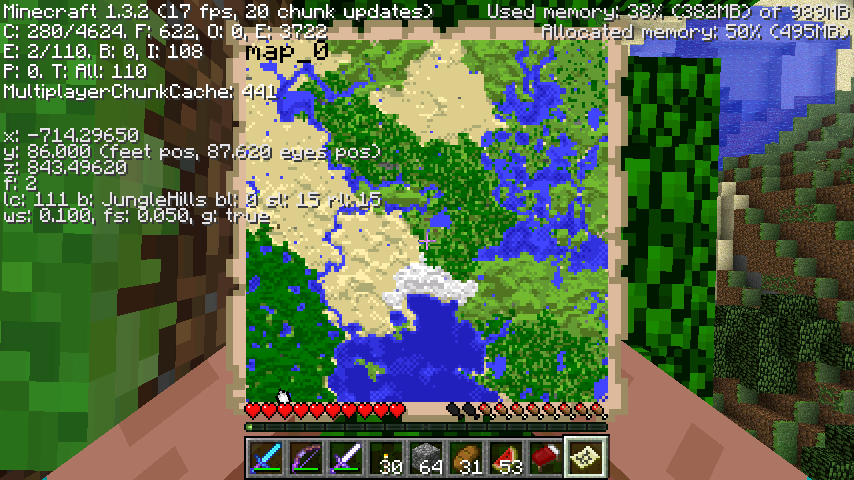 Minecraft 1.3.2 (17 fps, 20 chunk updates)
Used memory: 38% (382MB) of 989MB
C: 280/4624, F: 622, O: 0, E: 3722
Allocated memory: 50% (495MB)
E: 2/110, B: 0, I: 108
map_0
P: 0, T: All: 110
MultiplayerChunkCache: 441
x: -714.29650
y: 86.000 (feet pos, 87.620 eyes pos)
z: 843.49620
f: 2
lc: 111 b: JungleHills bl: 0 sl: 15 rl: 15
ws: 0.100, fs: 0.050, g: true
30
64
31
53